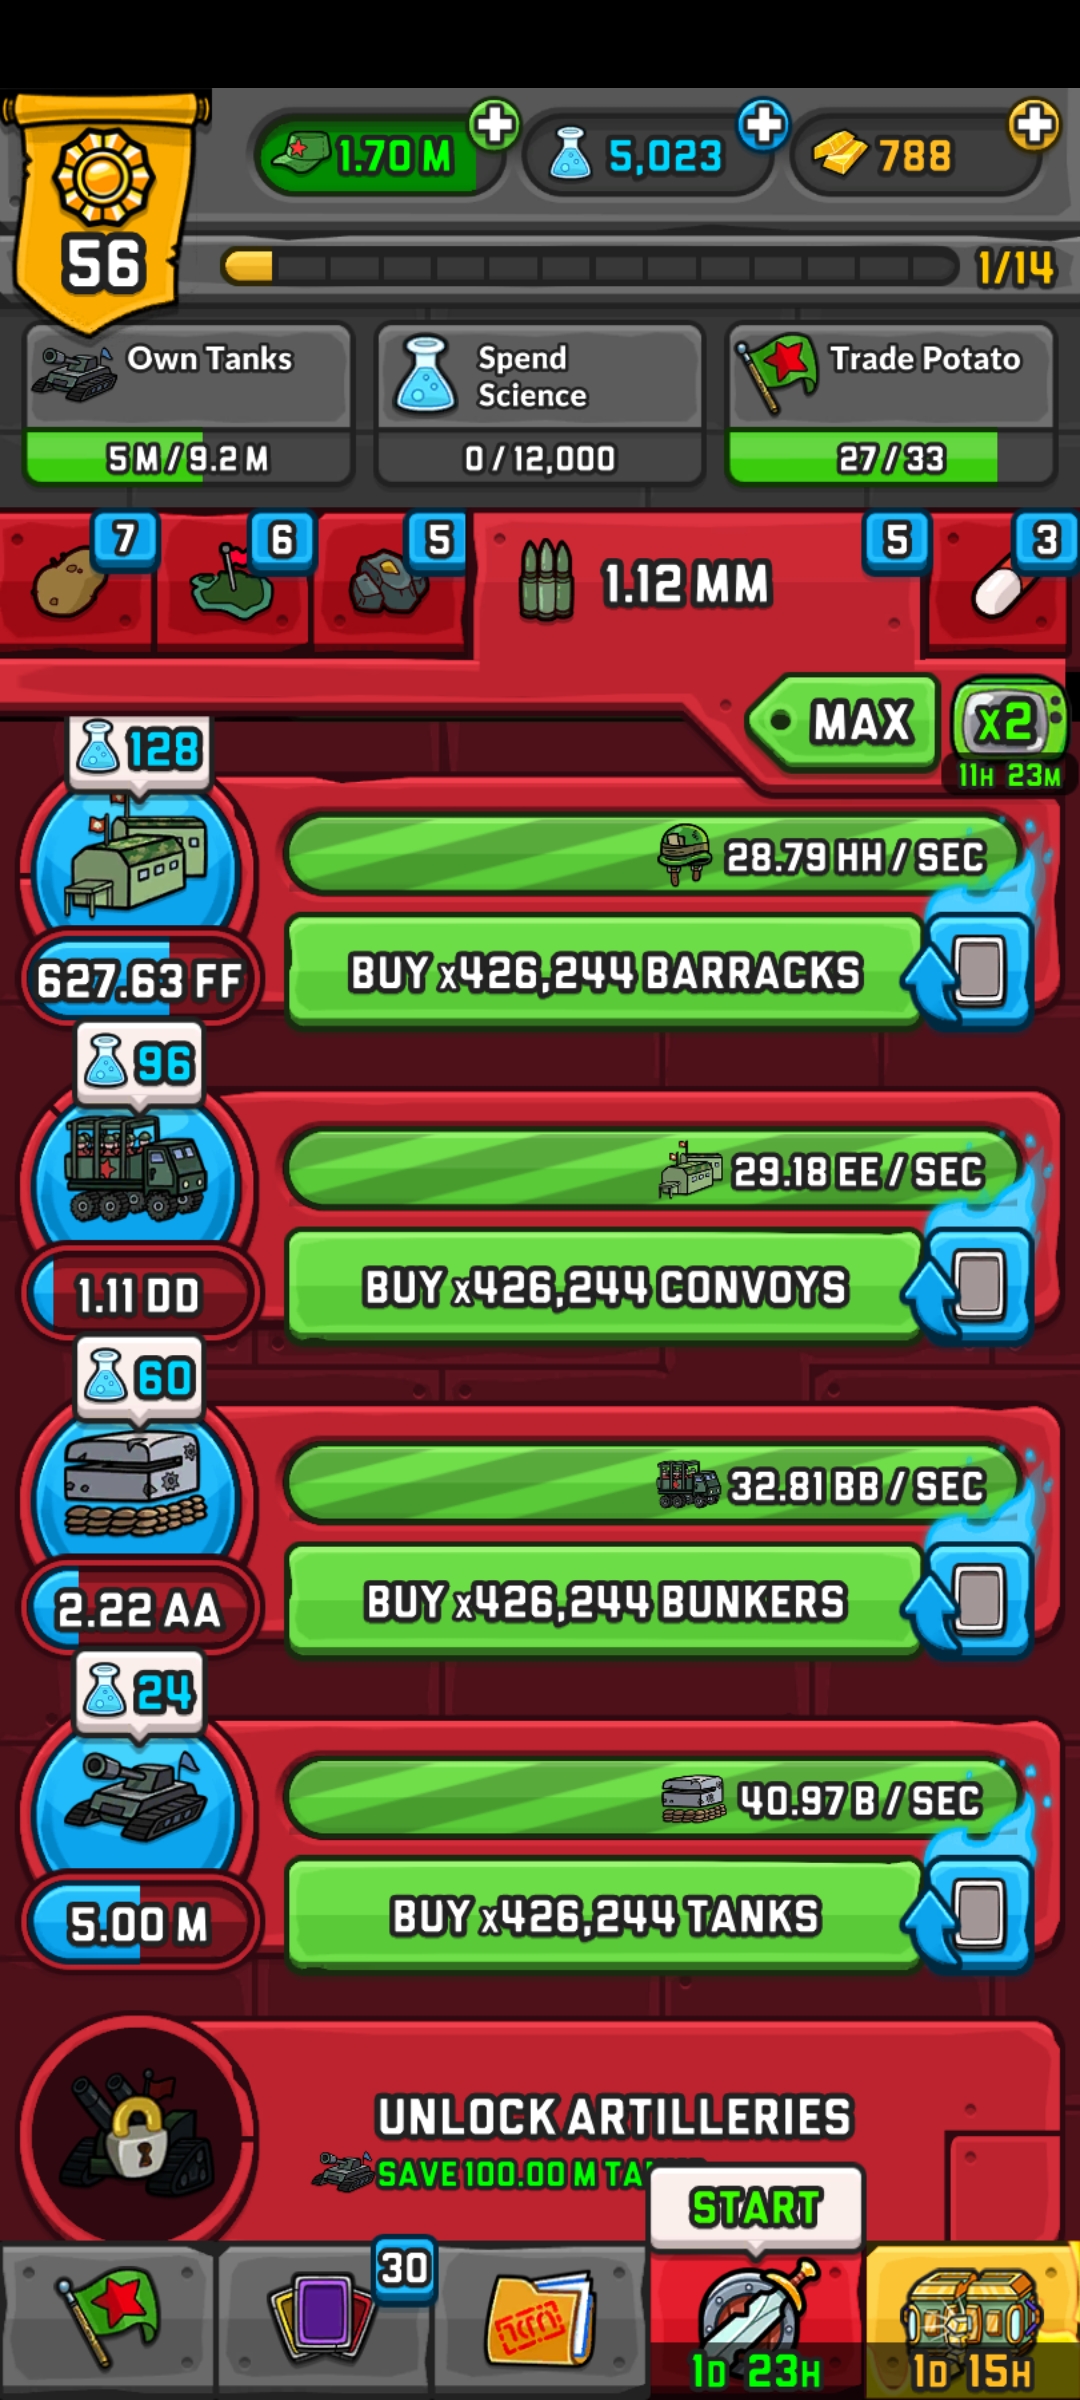 1.70 M
5,023
788
56
1/14
Own Tanks
Spend Science
Trade Potato
5 M / 9.2 M
0 / 12,000
27 / 33
7
6
5
1.12 MM
5
3
MAX
x2
11H 23M
128
28.79 HH / SEC
627.63 FF
BUY x426,244 BARRACKS
96
29.18 EE / SEC
1.11 DD
BUY x426,244 CONVOYS
60
32.81 BB / SEC
2.22 AA
BUY x426,244 BUNKERS
24
40.97 B / SEC
5.00 M
BUY x426,244 TANKS
UNLOCK ARTILLERIES
SAVE 100.00 M
START
30
1D 23H
1D 15H